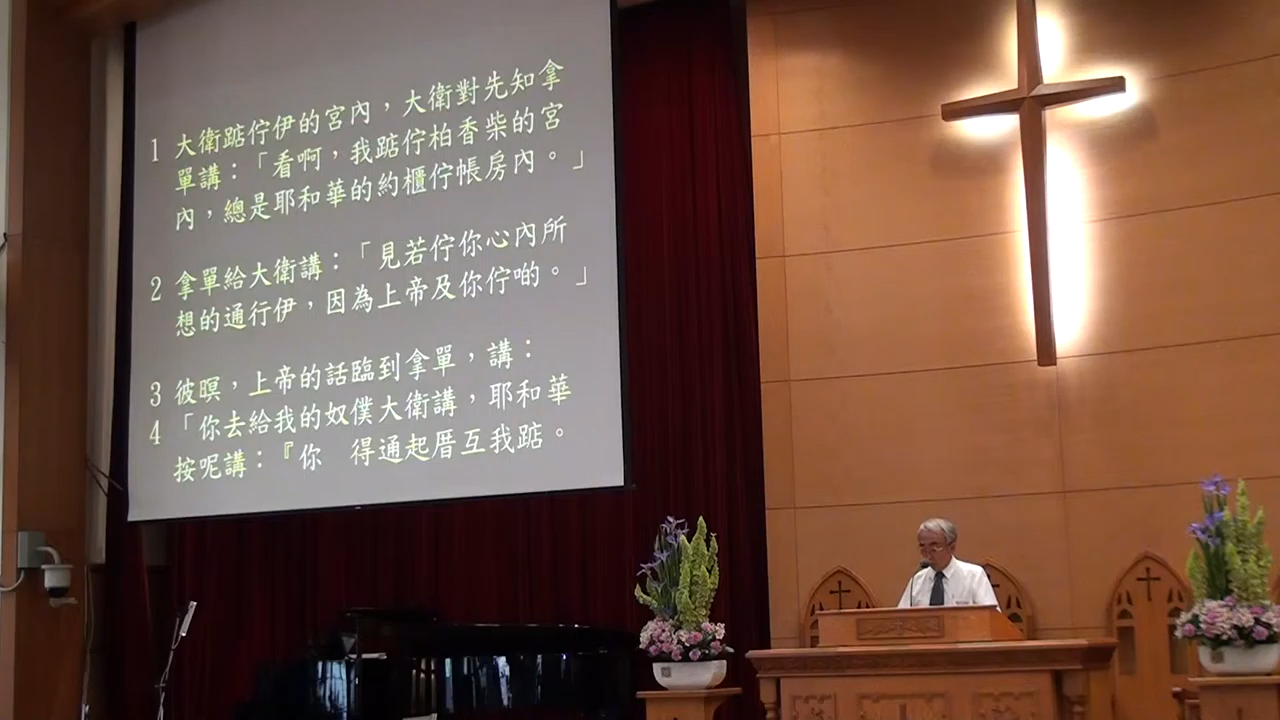 1 大衛踮佇伊的宮內，大衛對先知拿
單講：「看啊，我踮佇柏香柴的宮
內，總是耶和華的約櫃佇帳房內。」
2 拿單給大衛講：「見若佇你心內所
想的通行伊，因為上帝及你佇啲。」
3 彼暝，上帝的話臨到拿單，講：
4 「你去給我的奴僕大衛講，耶和華
按呢講：『你 得通起厝互我踮。